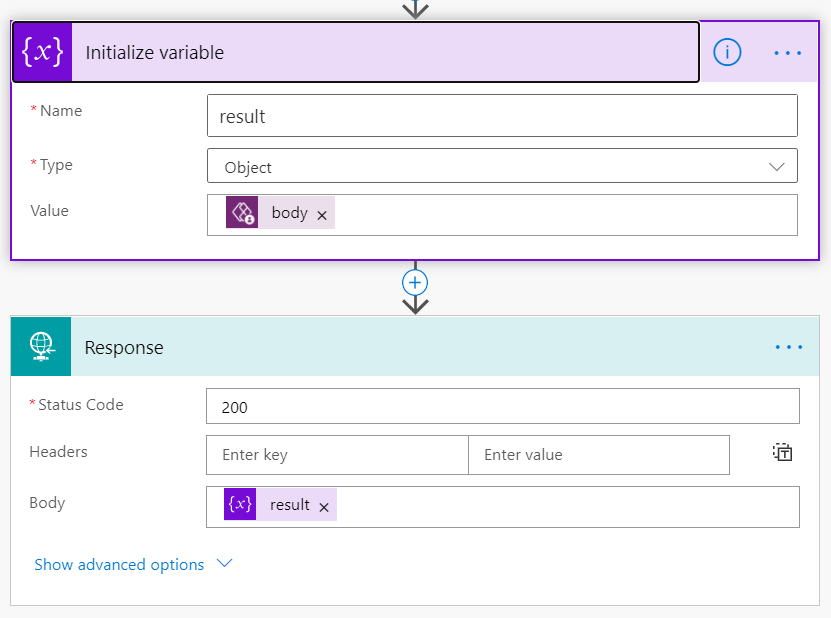 {x} Initialize variable
* Name result
* Type Object
Value body ×
Response
* Status Code 200
Headers Enter key Enter value
Body {x} result ×
Show advanced options